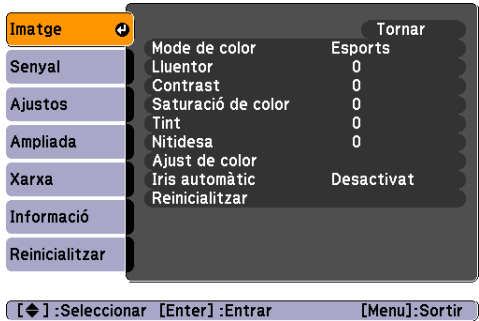 Imatge
Senyal
Ajustos
Ampliada
Xarxa
Informació
Reinicialitzar
Tornar
Mode de color Esports
Lluentor 0
Contrast 0
Saturació de color 0
Tint 0
Nitidesa 0
Ajust de color
Iris automàtic Desactivat
Reinicialitzar
[◆] :Seleccionar [Enter] :Entrar [Menu]:Sortir